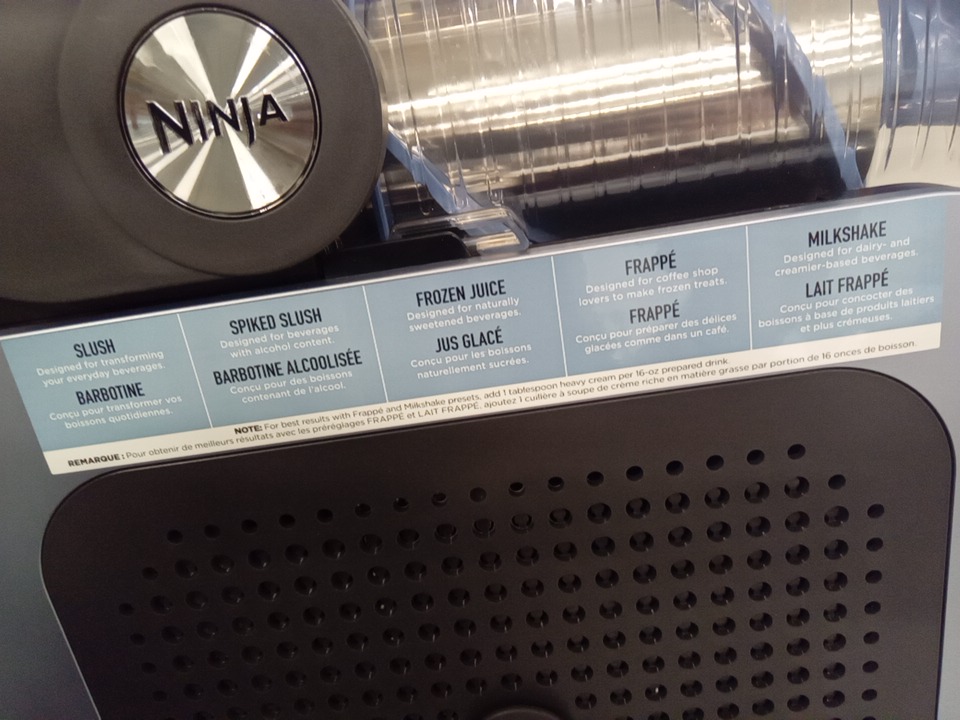 NINJA
SLUSH
Designed for transforming
your everyday beverages.
BARBOTINE
Conçu pour transformer vos
boissons quotidiennes.
SPIKED SLUSH
Designed for beverages
with alcohol content.
BARBOTINE ALCOOLISÉE
Conçu pour des boissons
contenant de l'alcool.
FROZEN JUICE
Designed for naturally
sweetened beverages.
JUS GLACÉ
Conçu pour les boissons
naturellement sucrées.
FRAPPÉ
Designed for coffee shop
lovers to make frozen treats.
FRAPPÉ
Conçu pour préparer des délices
glacées comme dans un café.
MILKSHAKE
Designed for dairy- and
creamier-based beverages.
LAIT FRAPPÉ
Conçu pour concocter des
boissons à base de produits laitiers
et plus crémeuses.
NOTE: For best results with Frappé and Milkshake presets, add 1 tablespoon heavy cream per 16-oz prepared drink.
REMARQUE : Pour obtenir de meilleurs résultats avec les préréglages FRAPPÉ et LAIT FRAPPÉ, ajoutez 1 cuillère à soupe de crème riche en matière grasse par portion de 16 onces de boisson.